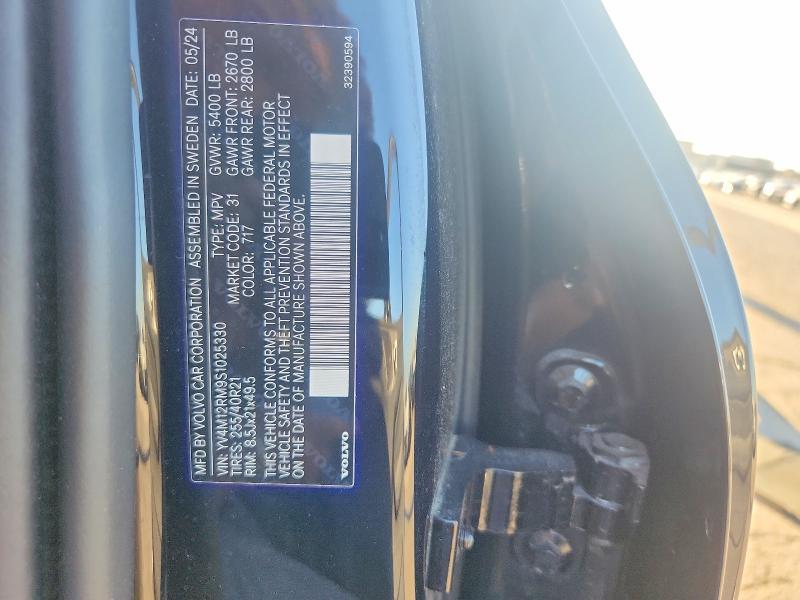 MFD BY VOLVO CAR CORPORATION ASSEMBLED IN SWEDEN DATE: 05/24
VIN: YV4M12RM9S1025330 TYPE: MPV GVWR: 5400 LB
TIRES: 255/40R21 MARKET CODE: 31 GAWR FRONT: 2670 LB
RIM: 8.5Jx21x49.5 COLOR: 717 GAWR REAR: 2800 LB
THIS VEHICLE CONFORMS TO ALL APPLICABLE FEDERAL MOTOR
VEHICLE SAFETY AND THEFT PREVENTION STANDARDS IN EFFECT
ON THE DATE OF MANUFACTURE SHOWN ABOVE.
VOLVO 32390594